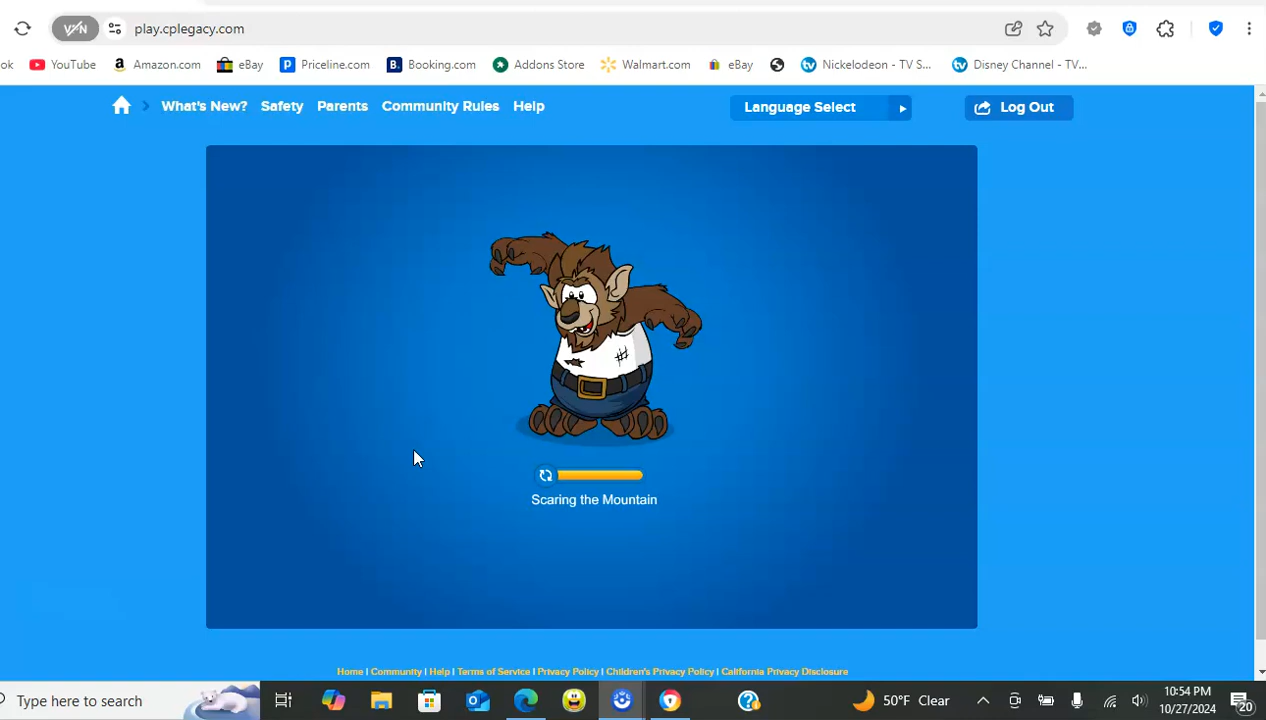 VPN play.cplegacy.com
ok YouTube Amazon.com eBay Priceline.com Booking.com Addons Store Walmart.com eBay Nickelodeon - TV S... Disney Channel - TV...
What's New? Safety Parents Community Rules Help Language Select Log Out
Scaring the Mountain
Home | Community | Help | Terms of Service | Privacy Policy | Children's Privacy Policy | California Privacy Disclosure
Type here to search 50°F Clear 10:54 PM
10/27/2024 20